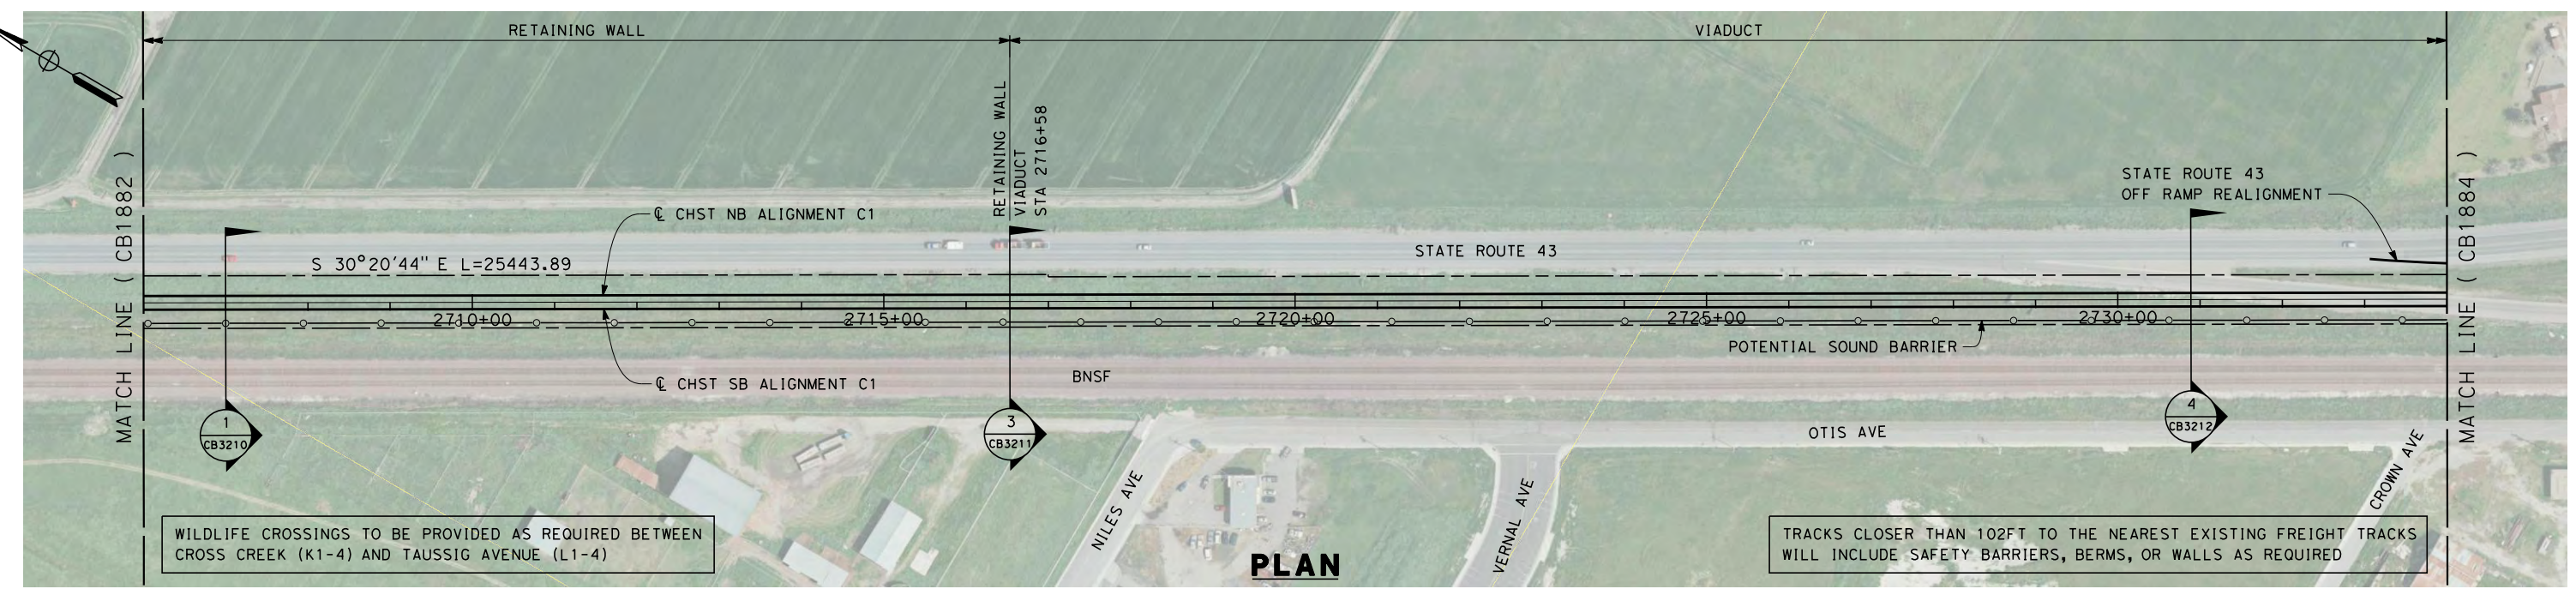 RETAINING WALL
VIADUCT
RETAINING WALL
VIADUCT
STA 2716+58
MATCH LINE ( CB1882 )
℄ CHST NB ALIGNMENT C1
S 30°20'44" E L=25443.89
STATE ROUTE 43
STATE ROUTE 43
OFF RAMP REALIGNMENT
MATCH LINE ( CB1884 )
2710+00
2715+00
2720+00
2725+00
2730+00
POTENTIAL SOUND BARRIER
℄ CHST SB ALIGNMENT C1
BNSF
1
CB3210
3
CB3211
4
CB3212
OTIS AVE
NILES AVE
VERNAL AVE
CROWN AVE
WILDLIFE CROSSINGS TO BE PROVIDED AS REQUIRED BETWEEN
CROSS CREEK (K1-4) AND TAUSSIG AVENUE (L1-4)
PLAN
TRACKS CLOSER THAN 102FT TO THE NEAREST EXISTING FREIGHT TRACKS
WILL INCLUDE SAFETY BARRIERS, BERMS, OR WALLS AS REQUIRED